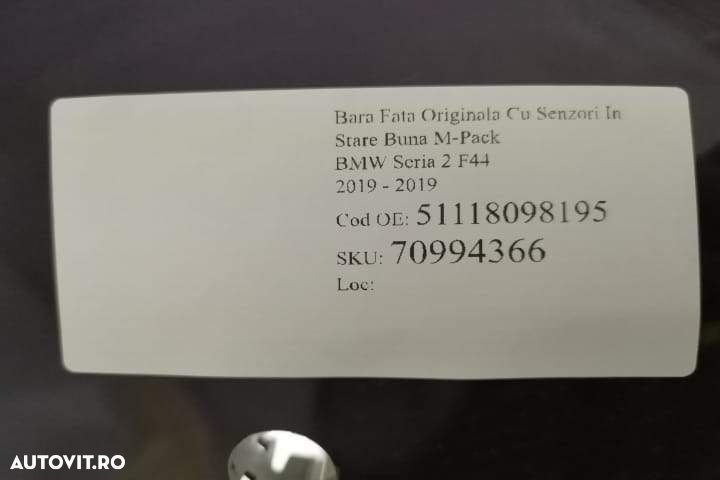 Bara Fata Originala Cu Senzori In
Stare Buna M-Pack
BMW Seria 2 F44
2019 - 2019
Cod OE: 51118098195
SKU: 70994366
Loc:
AUTOVIT.RO